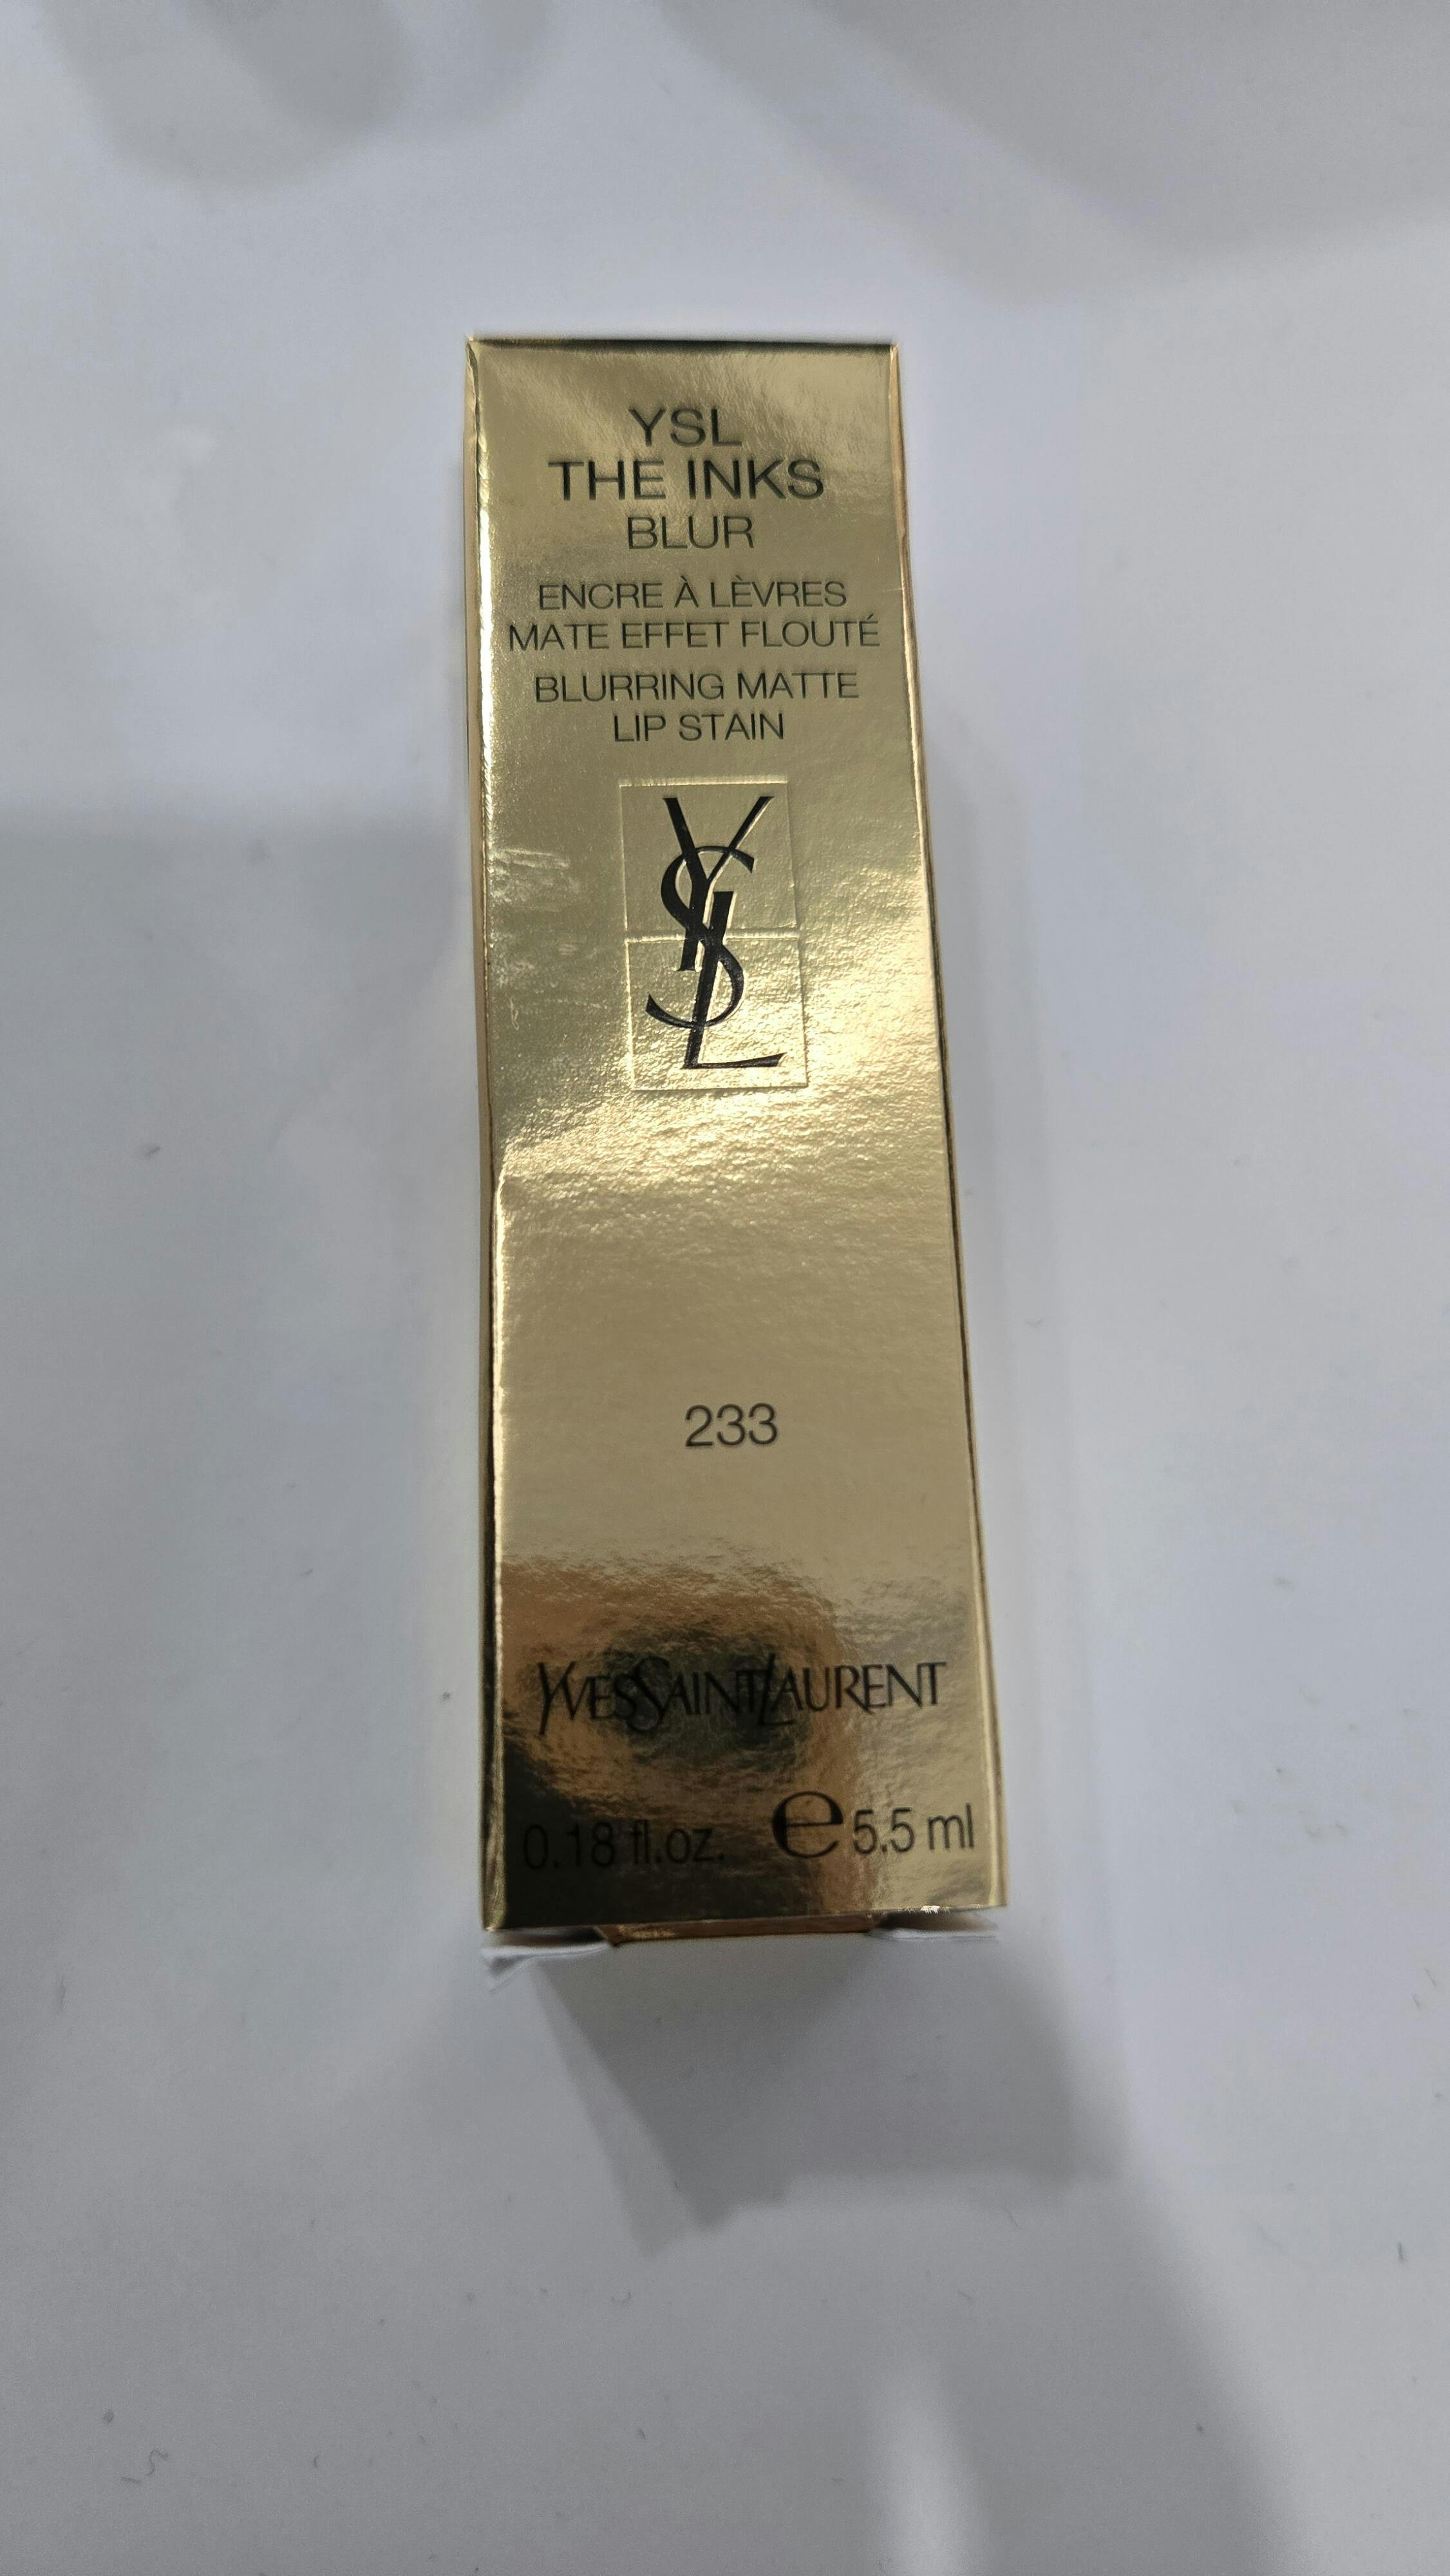 YSL
THE INKS
BLUR
ENCRE À LÈVRES
MATE EFFET FLOUTÉ
BLURRING MATTE
LIP STAIN
YSL
233
YVESSAINTLAURENT
0.18 fl.oz. ℮ 5.5 ml